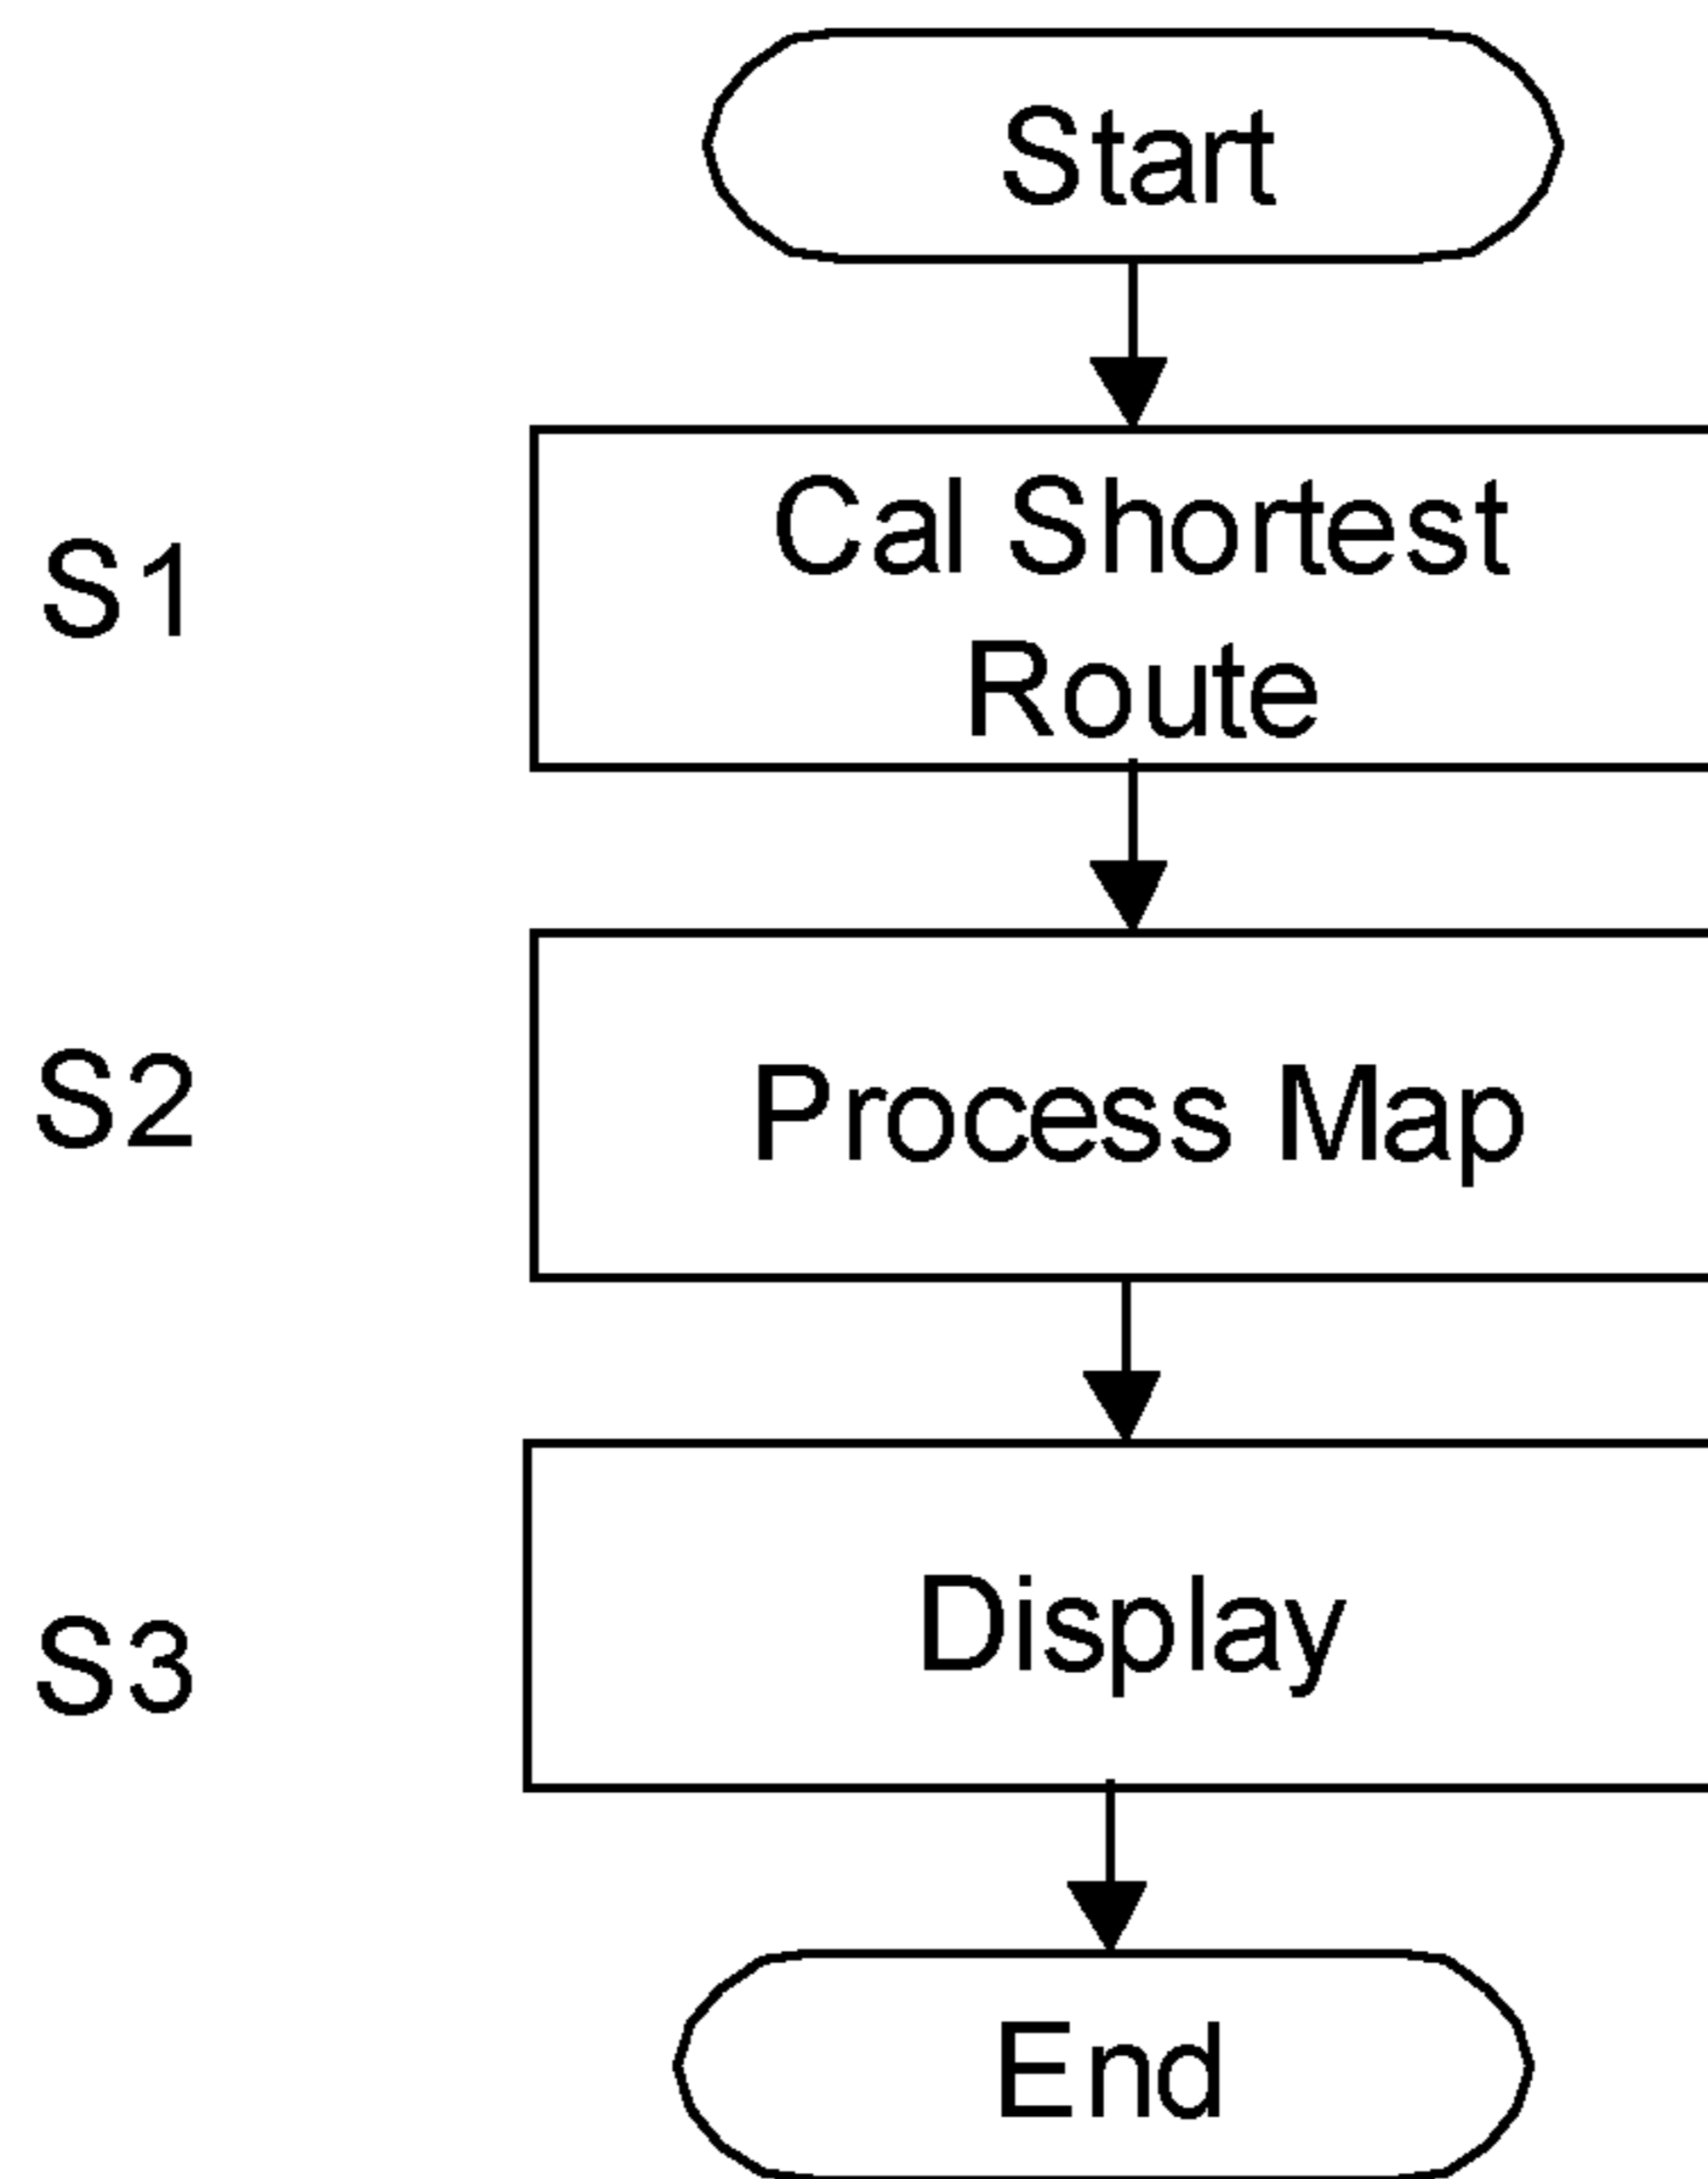 Start
S1
Cal Shortest
Route
S2
Process Map
S3
Display
End